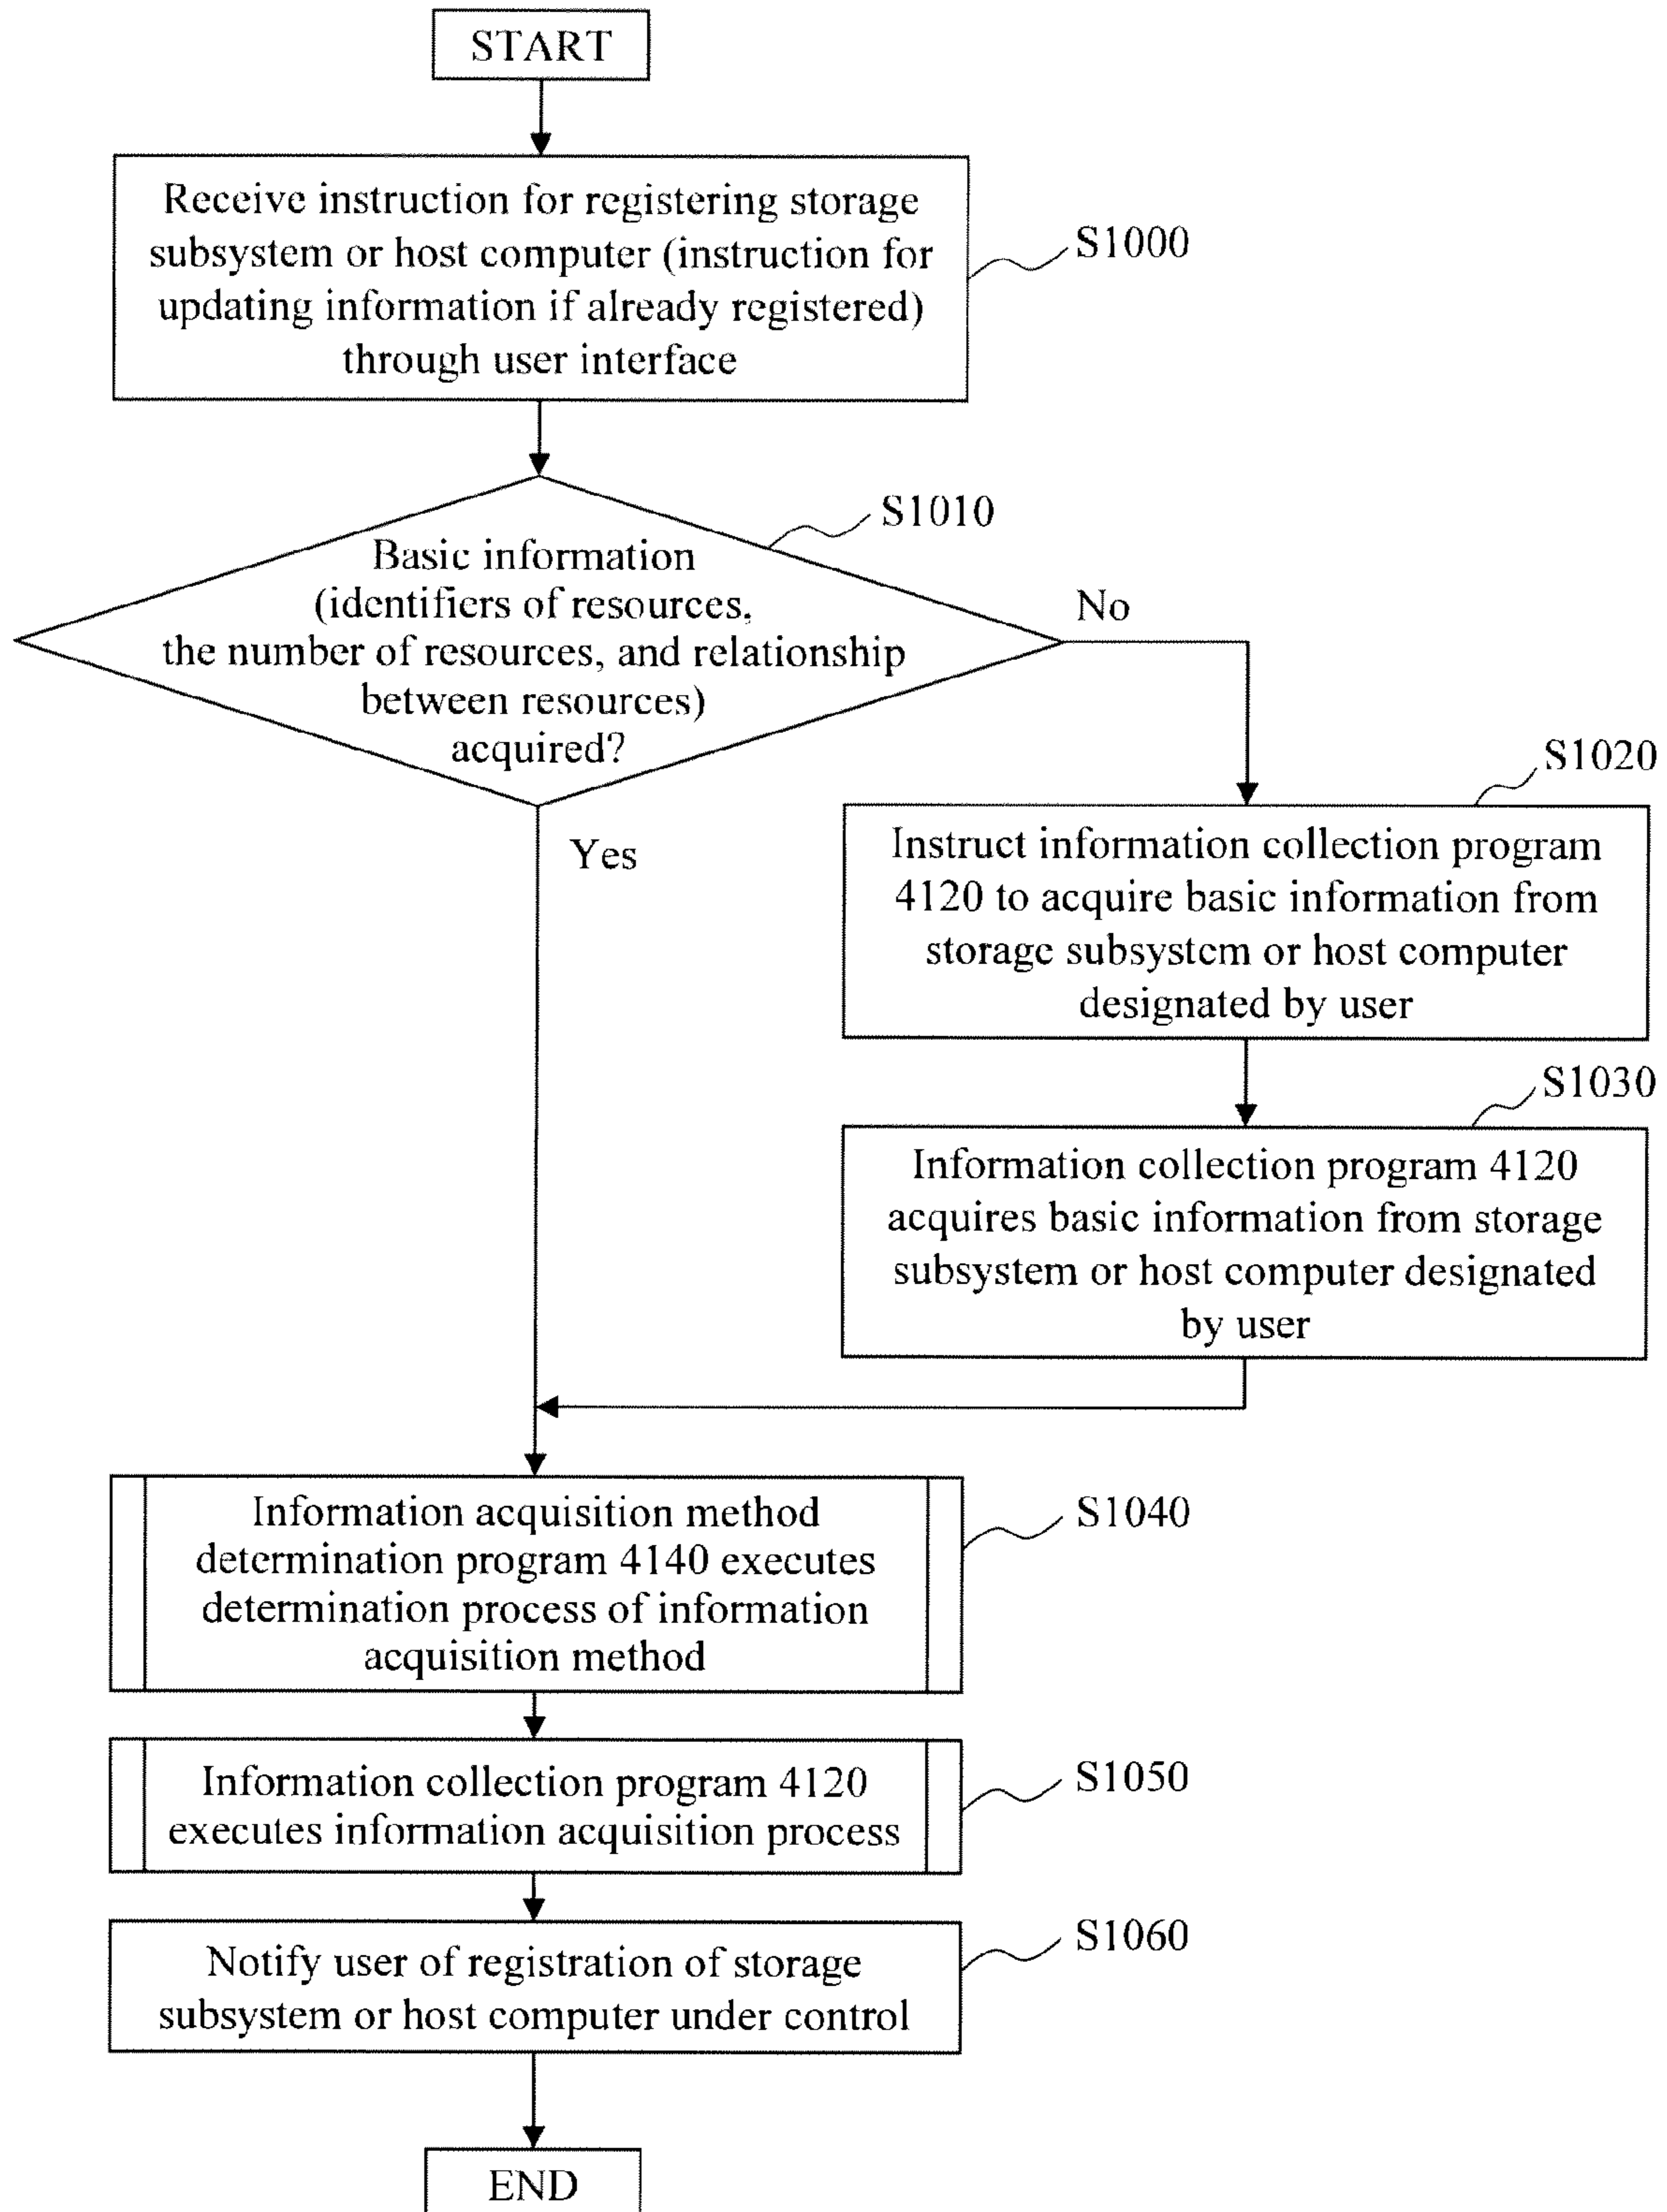 START
Receive instruction for registering storage
subsystem or host computer (instruction for
updating information if already registered)
through user interface
S1000
S1010
Basic information
(identifiers of resources,
the number of resources, and relationship
between resources)
acquired?
No
Yes
S1020
Instruct information collection program
4120 to acquire basic information from
storage subsystem or host computer
designated by user
S1030
Information collection program 4120
acquires basic information from storage
subsystem or host computer designated
by user
Information acquisition method
determination program 4140 executes
determination process of information
acquisition method
S1040
Information collection program 4120
executes information acquisition process
S1050
Notify user of registration of storage
subsystem or host computer under control
S1060
END